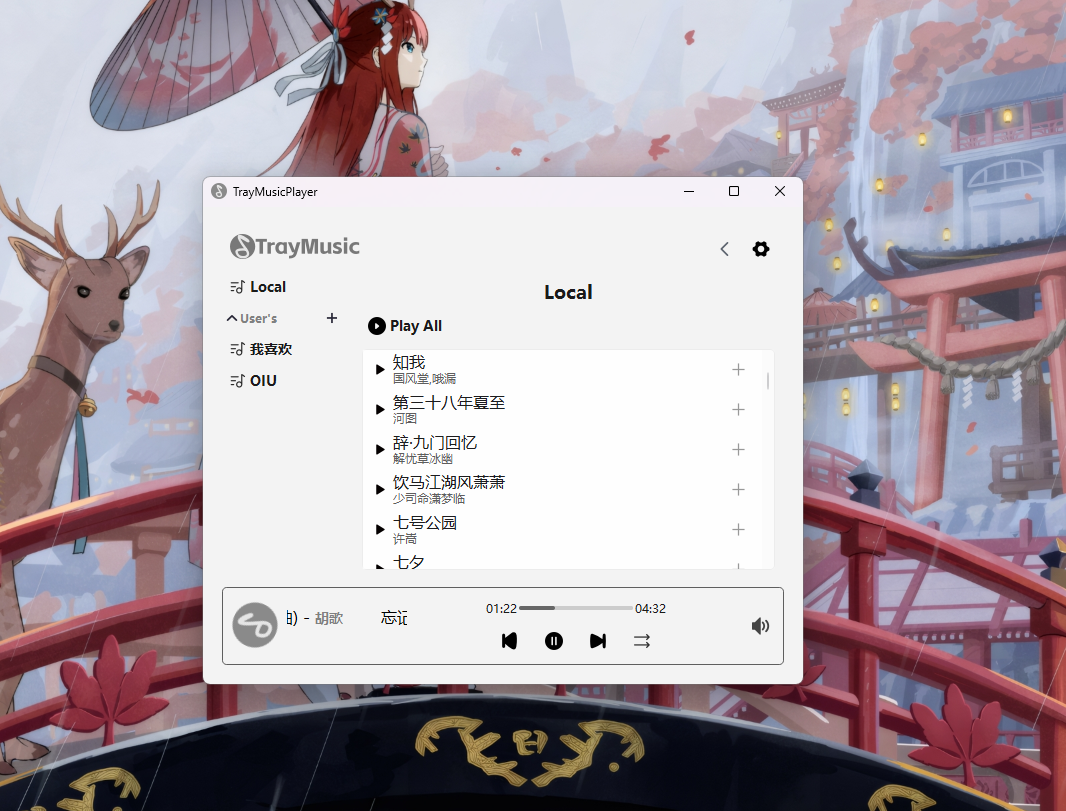 TrayMusicPlayer
TrayMusic
Local
User's
我喜欢
OIU
Local
Play All
知我
国风堂,哦漏
第三十八年夏至
河图
辞·九门回忆
解忧草冰幽
饮马江湖风萧萧
少司命潇梦临
七号公园
许嵩
七夕
) - 胡歌 忘记
01:22 04:32